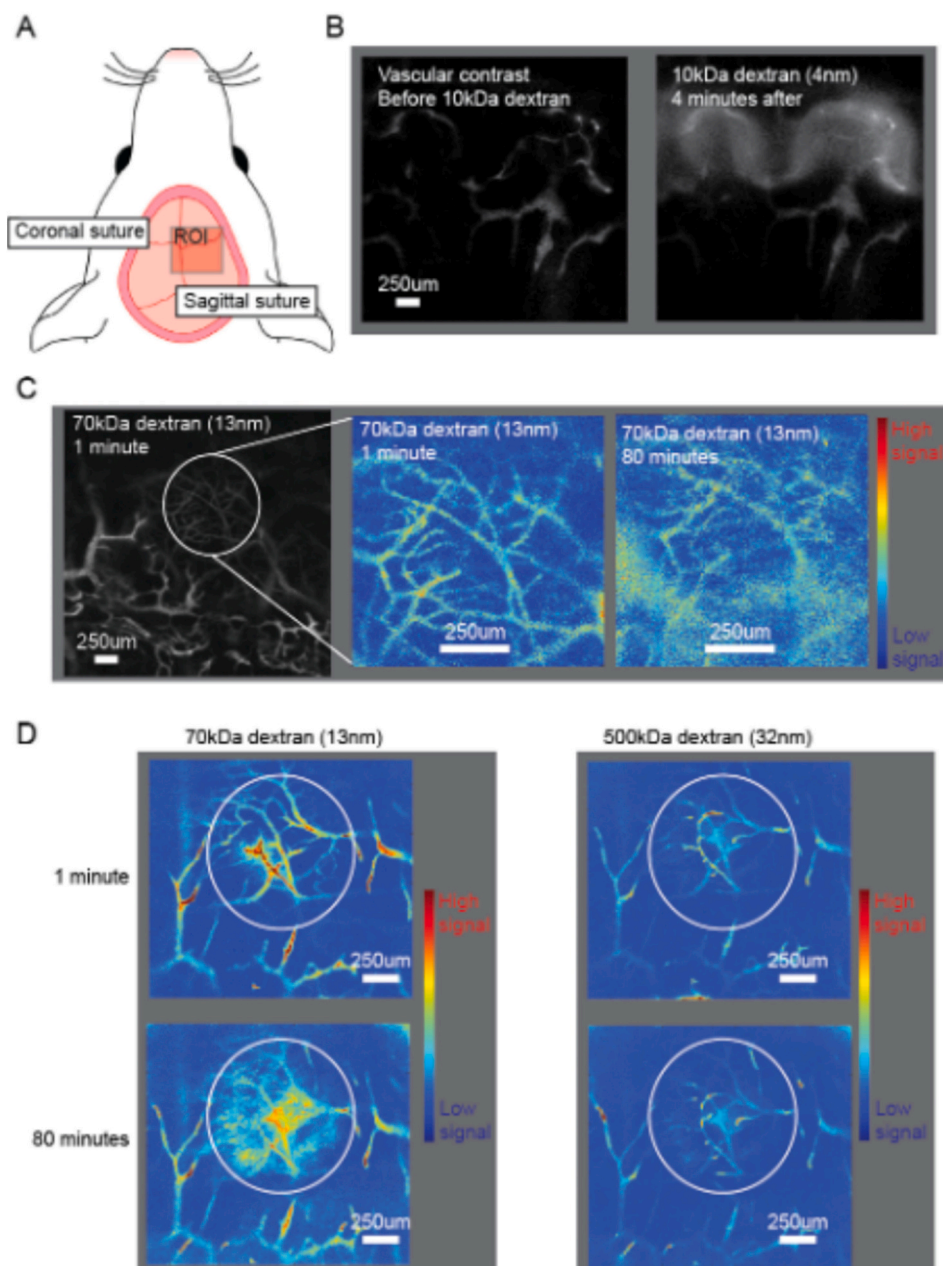 A
Coronal suture
ROI
Sagittal suture
B
Vascular contrast
Before 10kDa dextran
250um
10kDa dextran (4nm)
4 minutes after
C
70kDa dextran (13nm)
1 minute
250um
70kDa dextran (13nm)
1 minute
250um
70kDa dextran (13nm)
80 minutes
250um
High
signal
Low
signal
D
70kDa dextran (13nm)
500kDa dextran (32nm)
1 minute
250um
High
signal
Low
signal
250um
High
signal
Low
signal
80 minutes
250um
250um